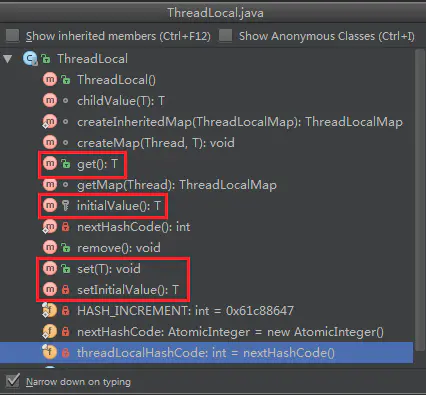 ThreadLocal.java
Show inherited members (Ctrl+F12) Show Anonymous Classes (Ctrl+I)
ThreadLocal
ThreadLocal()
childValue(T): T
createInheritedMap(ThreadLocalMap): ThreadLocalMap
createMap(Thread, T): void
get(): T
getMap(Thread): ThreadLocalMap
initialValue(): T
nextHashCode(): int
remove(): void
set(T): void
setInitialValue(): T
HASH_INCREMENT: int = 0x61c88647
nextHashCode: AtomicInteger = new AtomicInteger()
threadLocalHashCode: int = nextHashCode()
Narrow down on typing